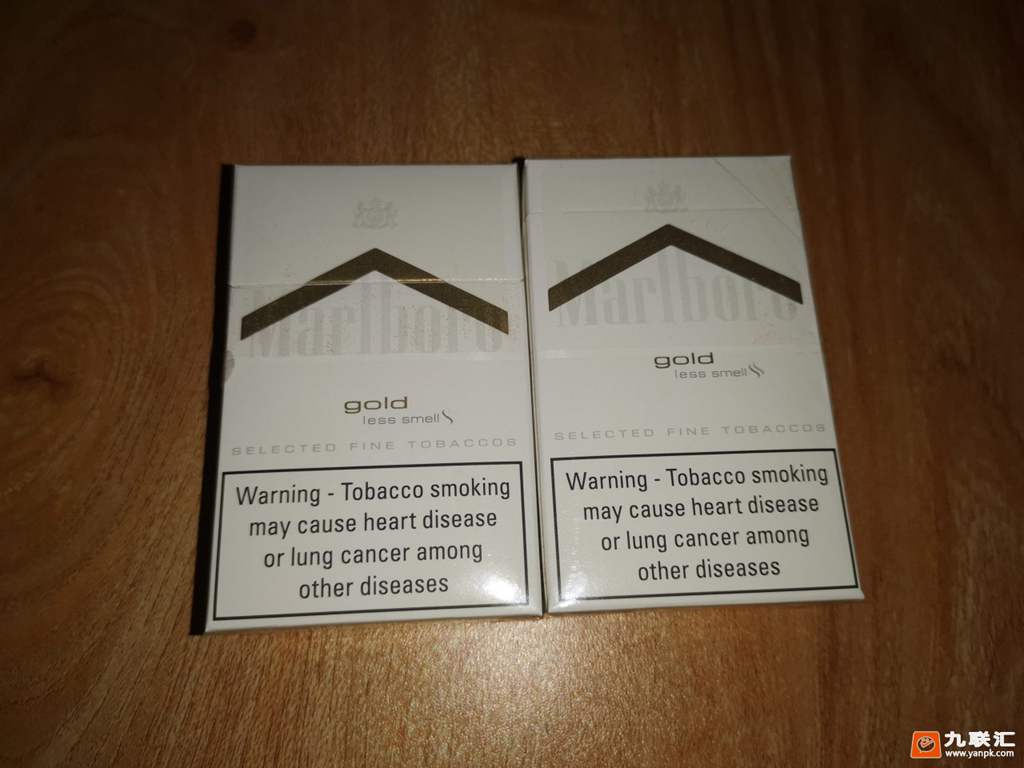 Marlboro
gold
less smell
SELECTED FINE TOBACCOS
Warning - Tobacco smoking
may cause heart disease
or lung cancer among
other diseases
Marlboro
gold
less smell
SELECTED FINE TOBACCOS
Warning - Tobacco smoking
may cause heart disease
or lung cancer among
other diseases
九联汇
www.yanpk.com